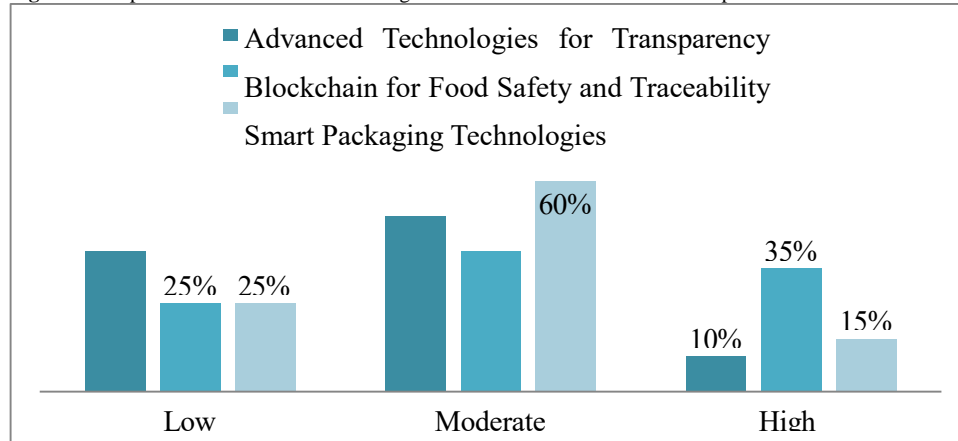 Advanced Technologies for Transparency
Blockchain for Food Safety and Traceability
Smart Packaging Technologies
60%
35%
25% 25%
15%
10%
Low Moderate High